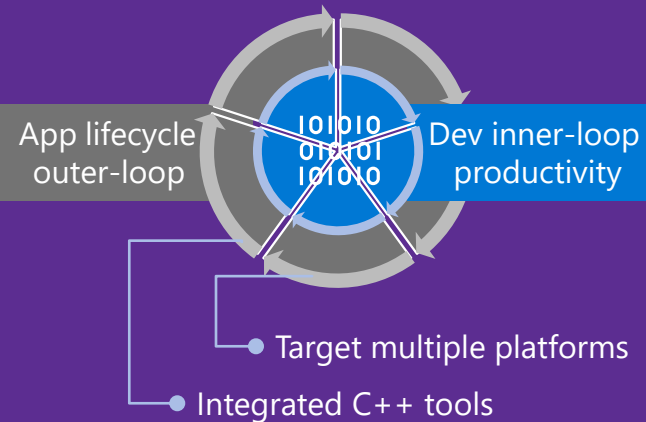 101010
010101
101010
App lifecycle
outer-loop
Dev inner-loop
productivity
Target multiple platforms
Integrated C++ tools